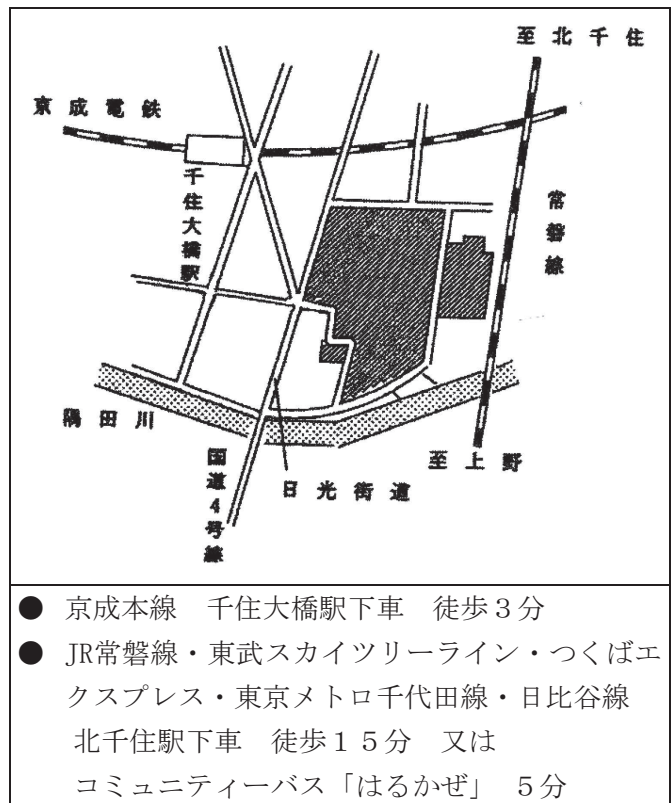 至北千住
京成電鉄
千住大橋駅
常磐線
隅田川
国道4号線
日光街道
至上野
● 京成本線　千住大橋駅下車　徒歩３分
● JR常磐線・東武スカイツリーライン・つくばエ
クスプレス・東京メトロ千代田線・日比谷線
北千住駅下車　徒歩１５分　又は
コミュニティーバス「はるかぜ」　５分